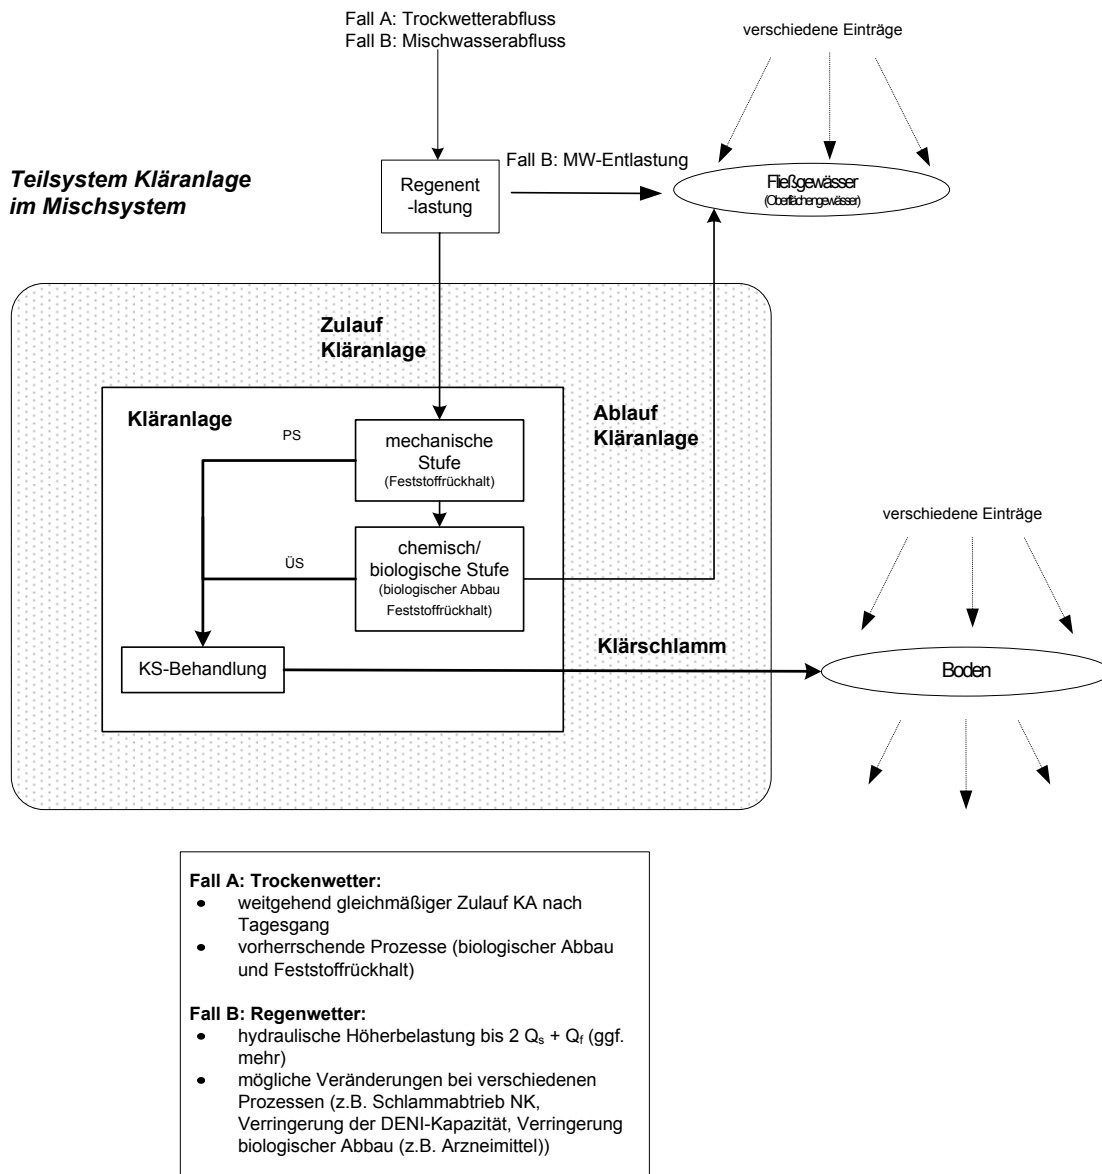 Fall A: Trockwetterabfluss
Fall B: Mischwasserabfluss
verschiedene Einträge
Teilsystem Kläranlage
im Mischsystem
Regenent
-lastung
Fall B: MW-Entlastung
Fließgewässer
(Oberflächengewässer)
Zulauf
Kläranlage
Kläranlage
PS
mechanische
Stufe
(Feststoffrückhalt)
Ablauf
Kläranlage
ÜS
chemisch/
biologische Stufe
(biologischer Abbau
Feststoffrückhalt)
verschiedene Einträge
KS-Behandlung
Klärschlamm
Boden
Fall A: Trockenwetter:
• weitgehend gleichmäßiger Zulauf KA nach
Tagesgang
• vorherrschende Prozesse (biologischer Abbau
und Feststoffrückhalt)
Fall B: Regenwetter:
• hydraulische Höherbelastung bis 2 Qs + Qf (ggf.
mehr)
• mögliche Veränderungen bei verschiedenen
Prozessen (z.B. Schlammabtrieb NK,
Verringerung der DENI-Kapazität, Verringerung
biologischer Abbau (z.B. Arzneimittel))